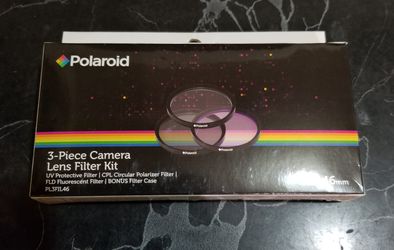 Polaroid
3-Piece Camera
Lens Filter Kit
UV Protective Filter | CPL Circular Polarizer Filter |
FLD Fluorescent Filter | BONUS Filter Case
PL3FIL46
mm